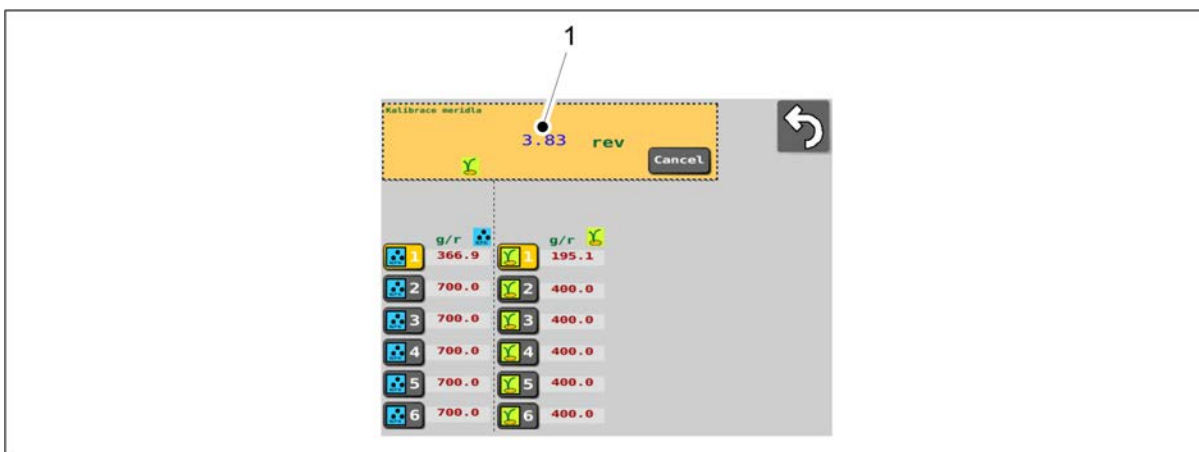 1
Kalibrace meridla
3.83 rev
Cancel
g/r g/r
1 366.9 1 195.1
2 700.0 2 400.0
3 700.0 3 400.0
4 700.0 4 400.0
5 700.0 5 400.0
6 700.0 6 400.0